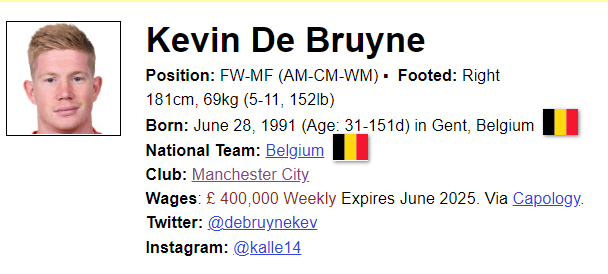 Kevin De Bruyne
Position: FW-MF (AM-CM-WM) ▪ Footed: Right
181cm, 69kg (5-11, 152lb)
Born: June 28, 1991 (Age: 31-151d) in Gent, Belgium
National Team: Belgium
Club: Manchester City
Wages: £ 400,000 Weekly Expires June 2025. Via Capology.
Twitter: @debruynekev
Instagram: @kalle14